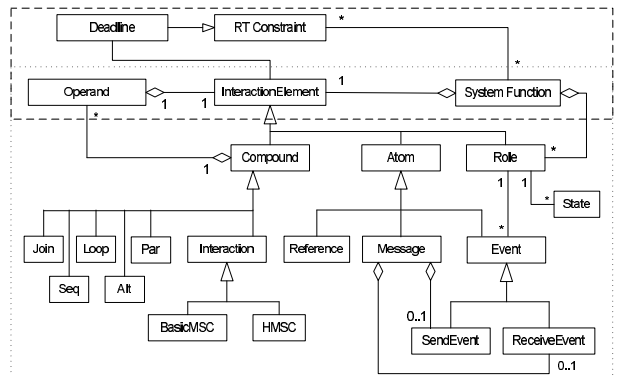 Deadline
RT Constraint
*
*
Operand
1
1
InteractionElement
1
System Function
*
1
Compound
Atom
Rolle
*
1
1
*
State
Join
Loop
Par
Interaction
Reference
Message
*
Event
Seq
Alt
BasicMSC
HMSC
0..1
SendEvent
ReceiveEvent
0..1